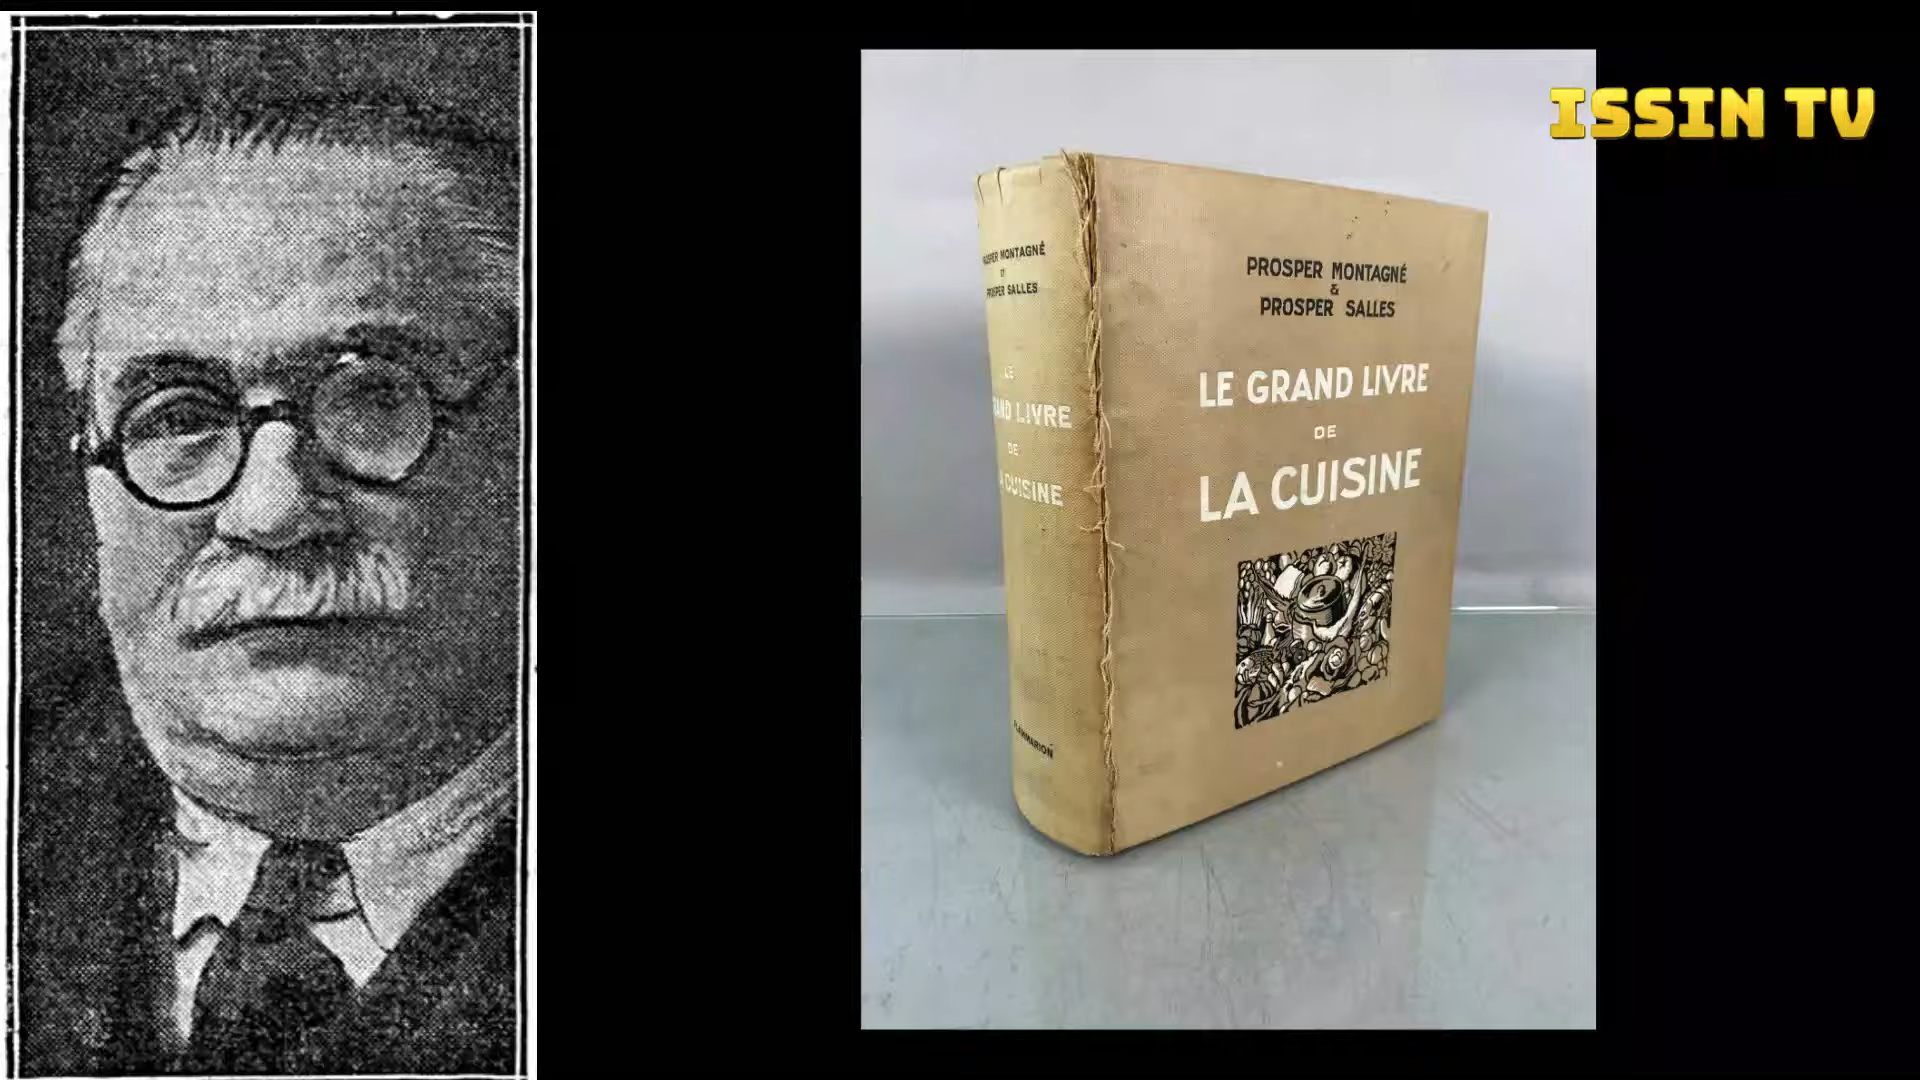 ISSIN TV
PROSPER MONTAGNÉ
&
PROSPER SALLES
LE GRAND LIVRE
DE
LA CUISINE
PROSPER MONTAGNÉ
ET
PROSPER SALLES
LE
GRAND LIVRE
DE
LA CUISINE
FLAMMARION